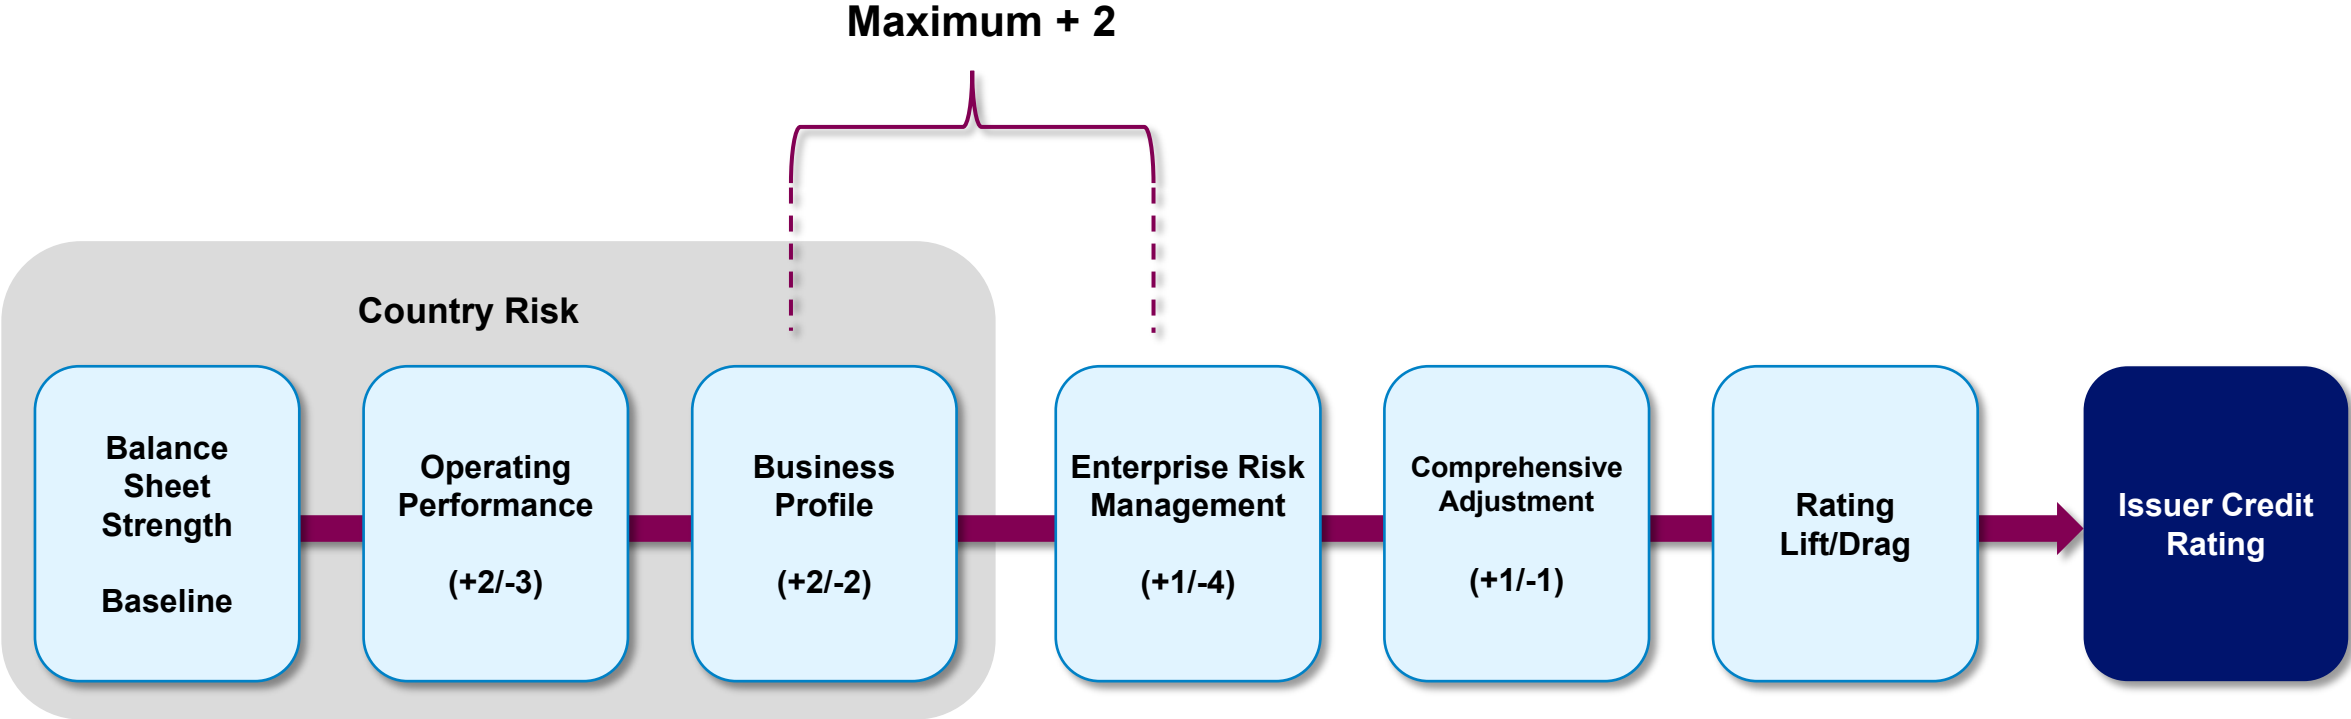 Maximum + 2
Country Risk
Balance
Sheet
Strength
Baseline
Operating
Performance
(+2/-3)
Business
Profile
(+2/-2)
Enterprise Risk
Management
(+1/-4)
Comprehensive
Adjustment
(+1/-1)
Rating
Lift/Drag
Issuer Credit
Rating